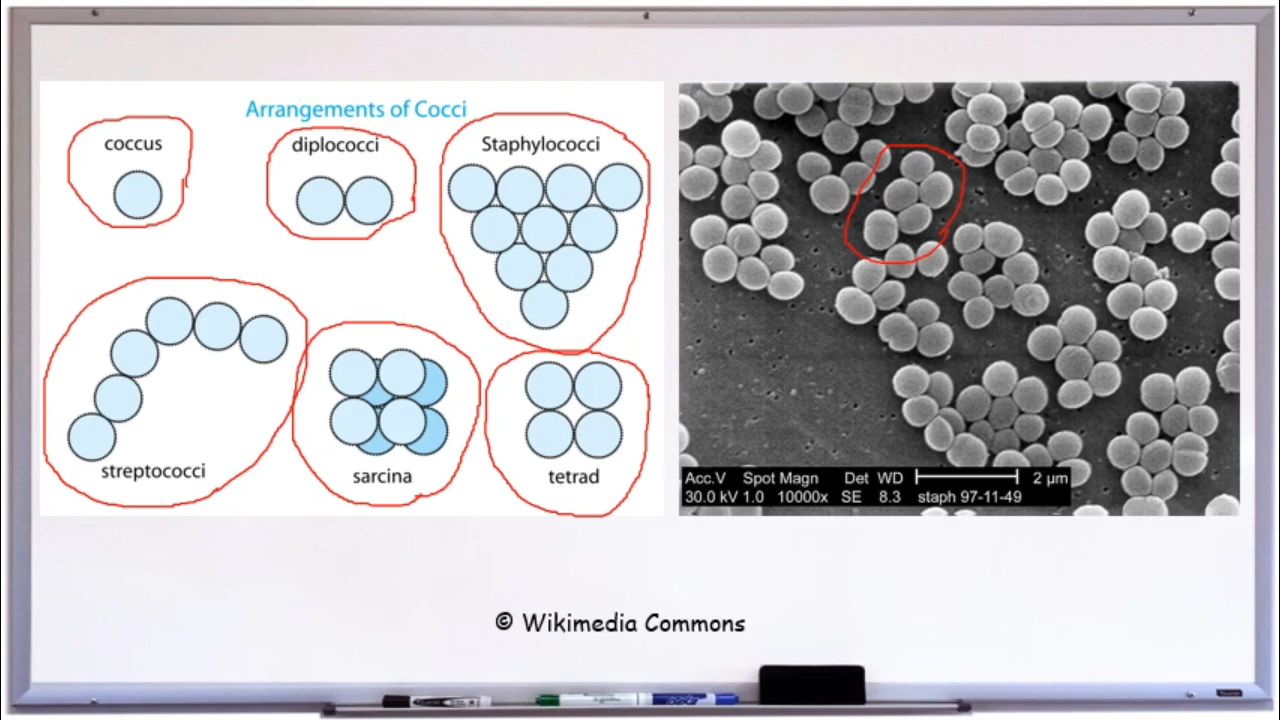 Arrangements of Cocci
coccus
diplococci
Staphylococci
streptococci
sarcina
tetrad
Acc.V Spot Magn Det WD 2 µm
30.0 kV 1.0 10000x SE 8.3 staph 97-11-49
© Wikimedia Commons